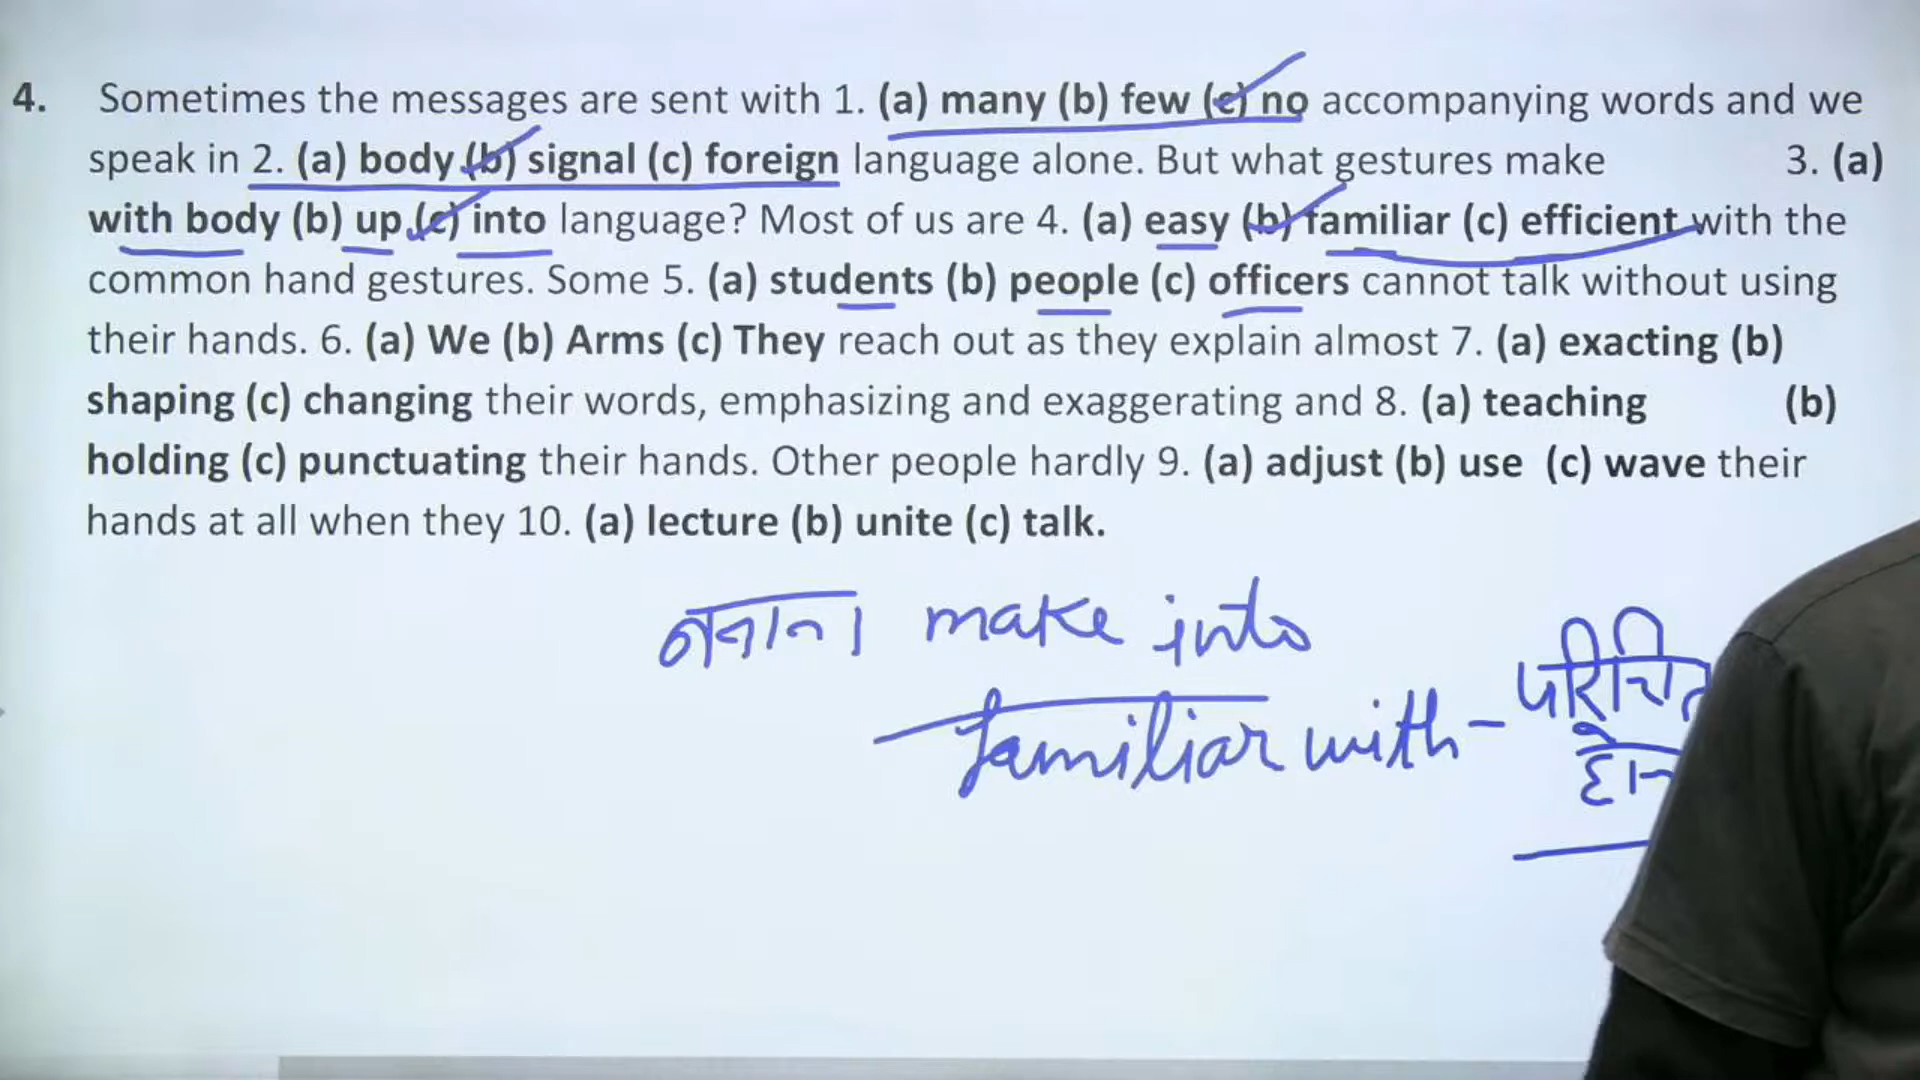 4. Sometimes the messages are sent with 1. (a) many (b) few (c) no accompanying words and we
speak in 2. (a) body (b) signal (c) foreign language alone. But what gestures make 3. (a)
with body (b) up (c) into language? Most of us are 4. (a) easy (b) familiar (c) efficient with the
common hand gestures. Some 5. (a) students (b) people (c) officers cannot talk without using
their hands. 6. (a) We (b) Arms (c) They reach out as they explain almost 7. (a) exacting (b)
shaping (c) changing their words, emphasizing and exaggerating and 8. (a) teaching (b)
holding (c) punctuating their hands. Other people hardly 9. (a) adjust (b) use (c) wave their
hands at all when they 10. (a) lecture (b) unite (c) talk.
बनाना make into
familiar with - परिचित